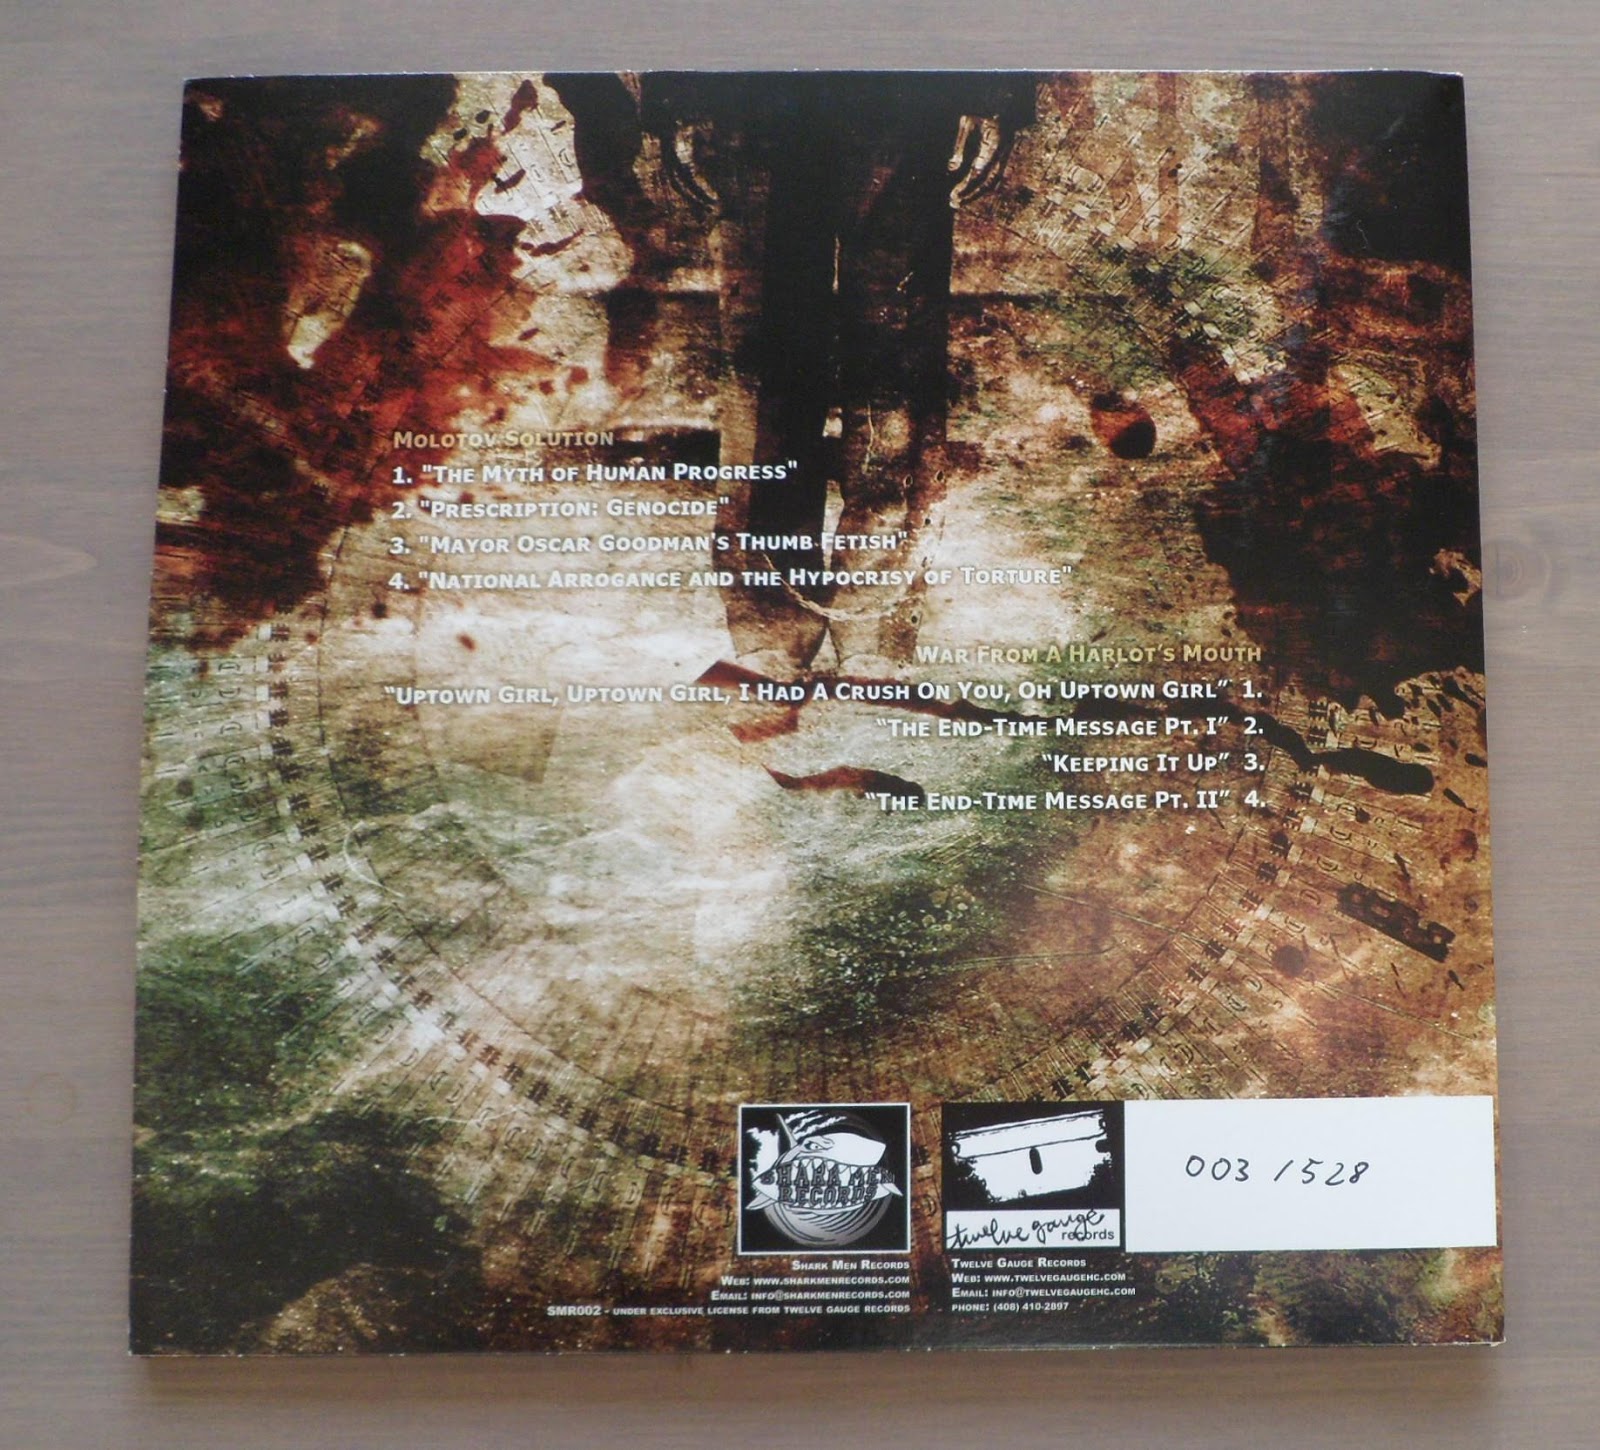 Molotov Solution
1. "The Myth of Human Progress"
2. "Prescription: Genocide"
3. "Mayor Oscar Goodman's Thumb Fetish"
4. "National Arrogance and the Hypocrisy of Torture"
War From A Harlot's Mouth
"Uptown Girl, Uptown Girl, I Had A Crush On You, Oh Uptown Girl" 1.
"The End-Time Message Pt. I" 2.
"Keeping It Up" 3.
"The End-Time Message Pt. II" 4.
SHARK MEN
RECORDS
Shark Men Records
Web: www.sharkmenrecords.com
Email: info@sharkmenrecords.com
SMR002 - under exclusive license from twelve gauge records
twelve gauge
records
Twelve Gauge Records
Web: www.twelvegaugehc.com
Email: info@twelvegaugehc.com
phone: (408) 410-2897
003 / 528